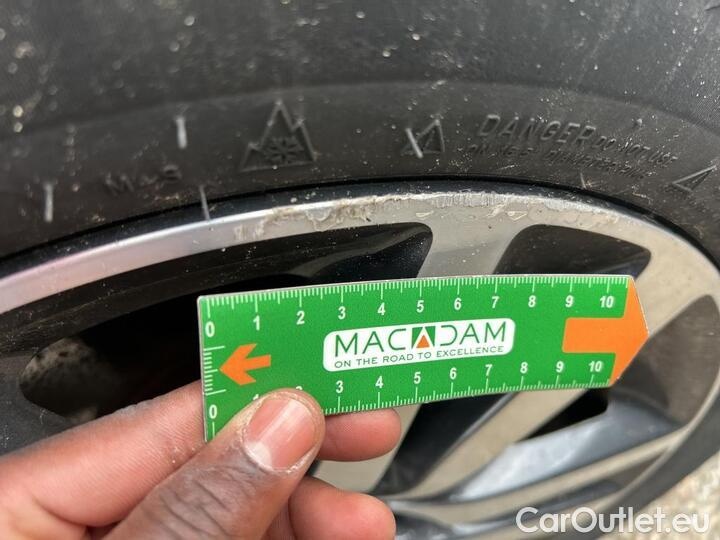 M+S
DANGER DO NOT USE
0 1 2 3 4 5 6 7 8 9 10
MACADAM
ON THE ROAD TO EXCELLENCE
0 1 3 4 5 6 7 8 9 10
CarOutlet.eu